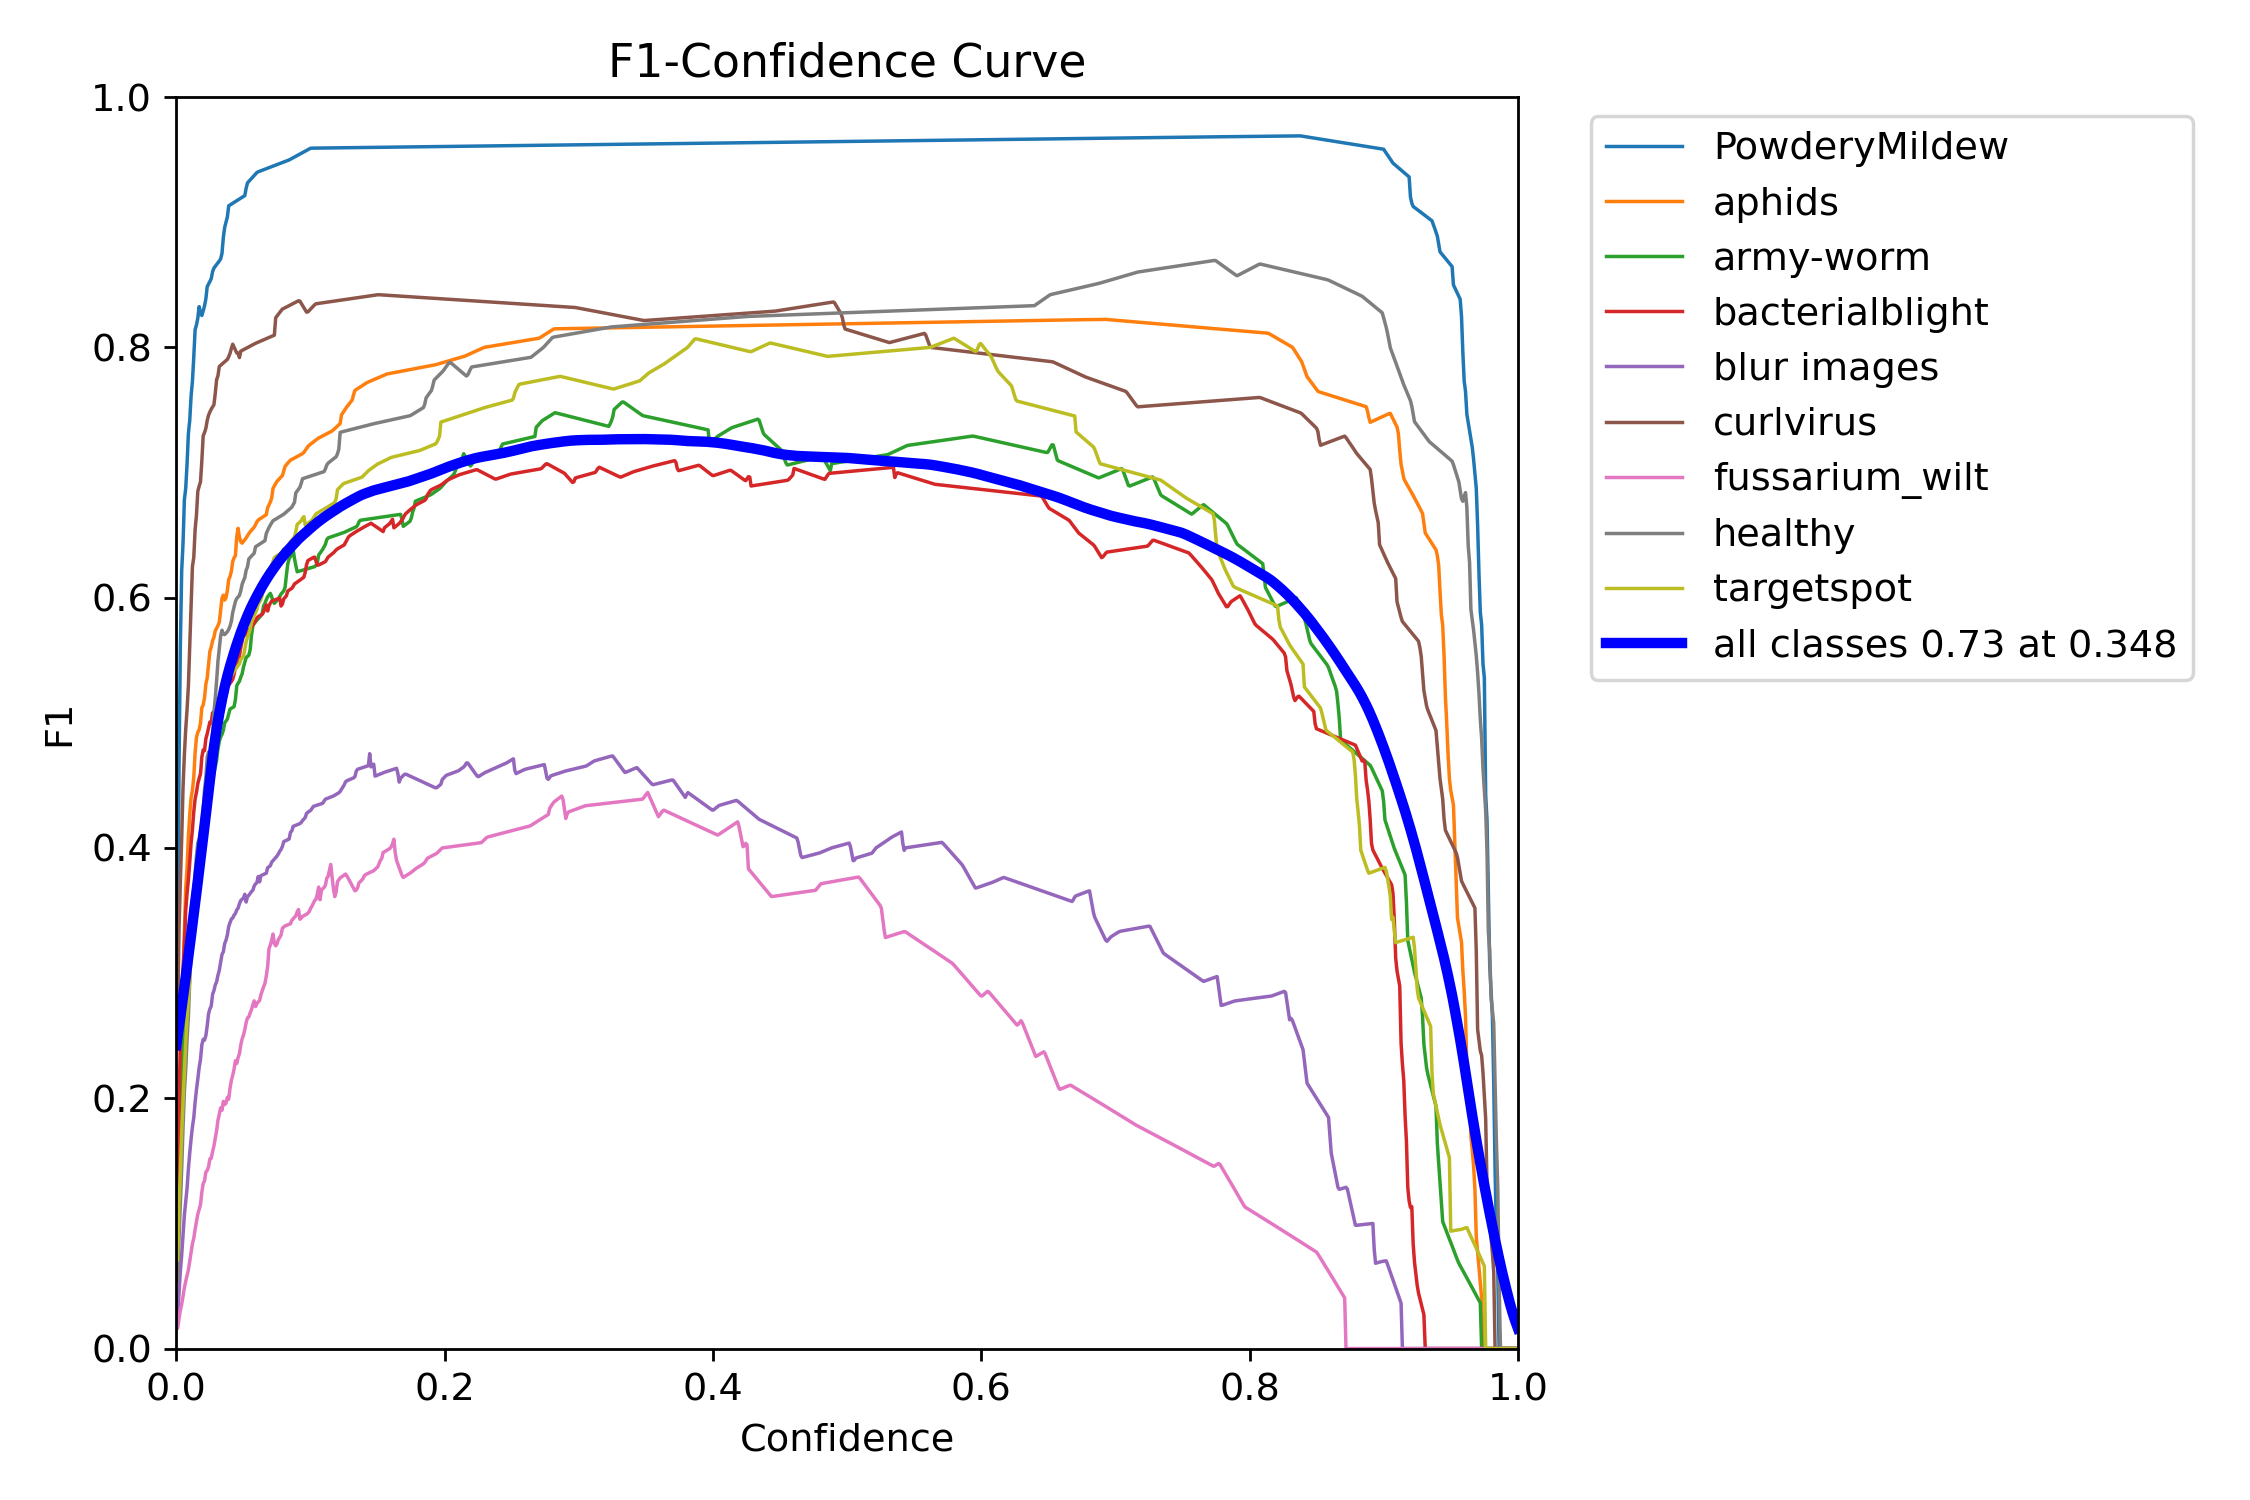 F1-Confidence Curve
1.0
0.8
0.6
0.4
0.2
0.0
F1
0.0 0.2 0.4 0.6 0.8 1.0
Confidence
PowderyMildew
aphids
army-worm
bacterialblight
blur images
curlvirus
fussarium_wilt
healthy
targetspot
all classes 0.73 at 0.348